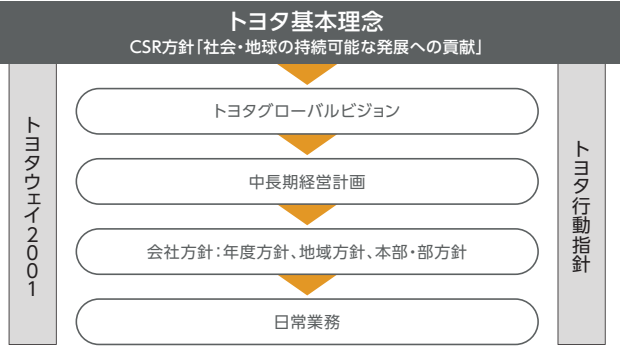 トヨタ基本理念
CSR方針「社会・地球の持続可能な発展への貢献」
トヨタウェイ2001
トヨタグローバルビジョン
中長期経営計画
会社方針：年度方針、地域方針、本部・部方針
日常業務
トヨタ行動指針